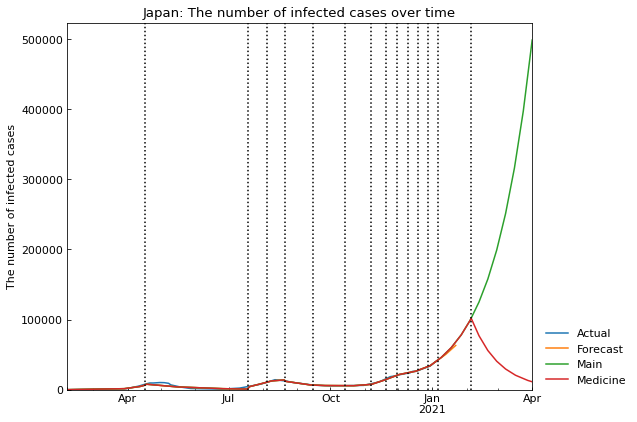 Japan: The number of infected cases over time
The number of infected cases
500000
400000
300000
200000
100000
0
Apr
Jul
Oct
Jan
2021
Apr
Actual
Forecast
Main
Medicine